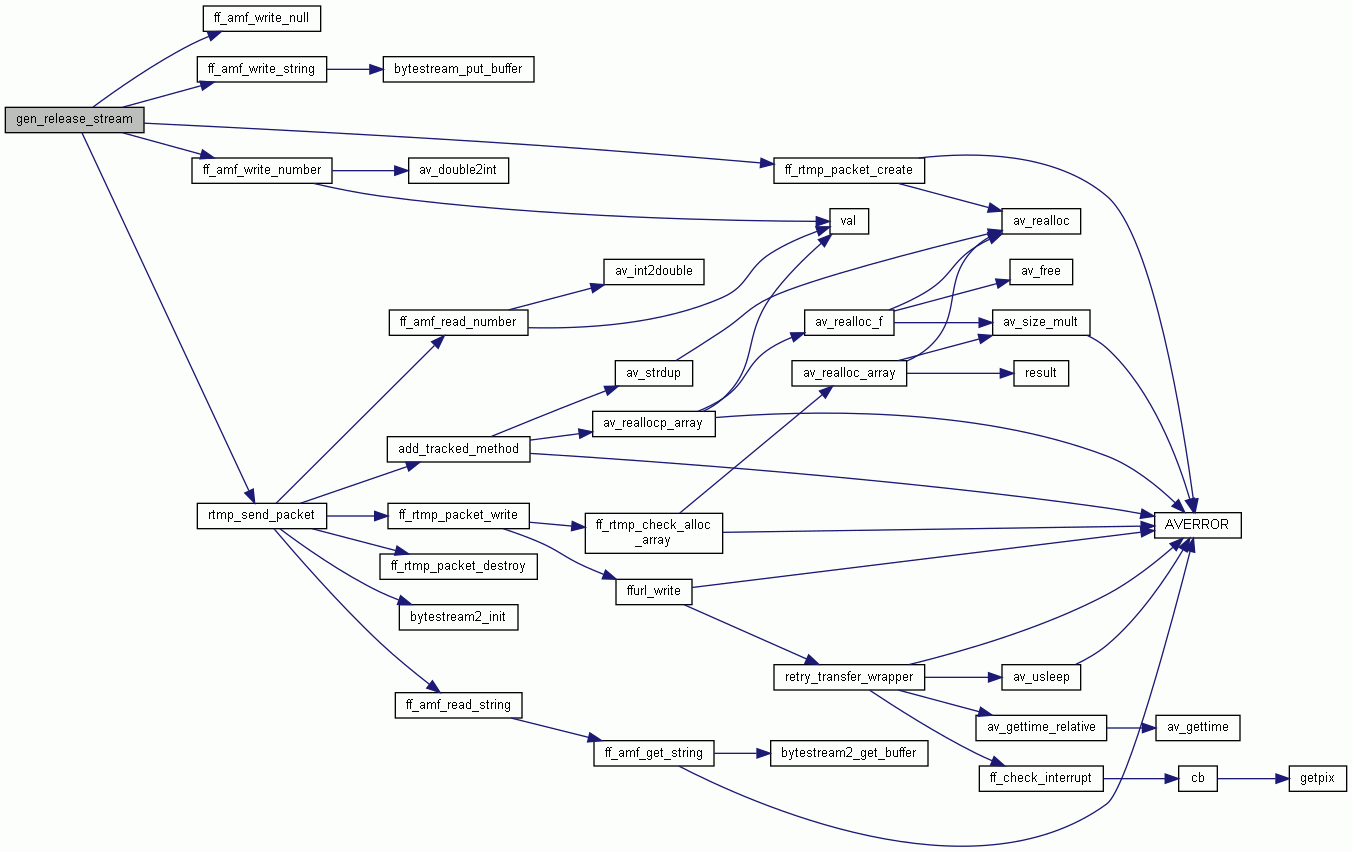 ff_amf_write_null
ff_amf_write_string
bytestream_put_buffer
gen_release_stream
ff_amf_write_number
av_double2int
ff_rtmp_packet_create
val
av_realloc
av_int2double
av_free
ff_amf_read_number
av_realloc_f
av_size_mult
av_strdup
av_realloc_array
result
av_reallocp_array
add_tracked_method
rtmp_send_packet
ff_rtmp_packet_write
ff_rtmp_check_alloc
_array
AVERROR
ff_rtmp_packet_destroy
ffurl_write
bytestream2_init
retry_transfer_wrapper
av_usleep
ff_amf_read_string
av_gettime_relative
av_gettime
ff_amf_get_string
bytestream2_get_buffer
ff_check_interrupt
cb
getpix